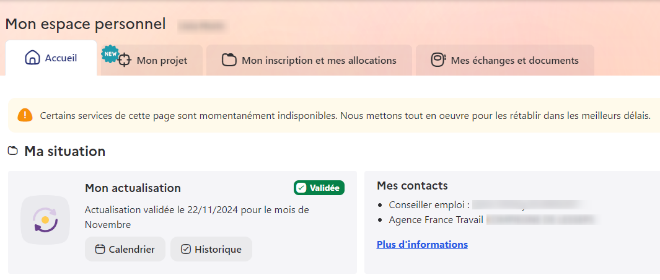 Mon espace personnel
Accueil
NEW
Mon projet
Mon inscription et mes allocations
Mes échanges et documents
Certains services de cette page sont momentanément indisponibles. Nous mettons tout en oeuvre pour les rétablir dans les meilleurs délais.
Ma situation
Mon actualisation
Validée
Actualisation validée le 22/11/2024 pour le mois de
Novembre
Calendrier
Historique
Mes contacts
Conseiller emploi :
Agence France Travail
Plus d'informations